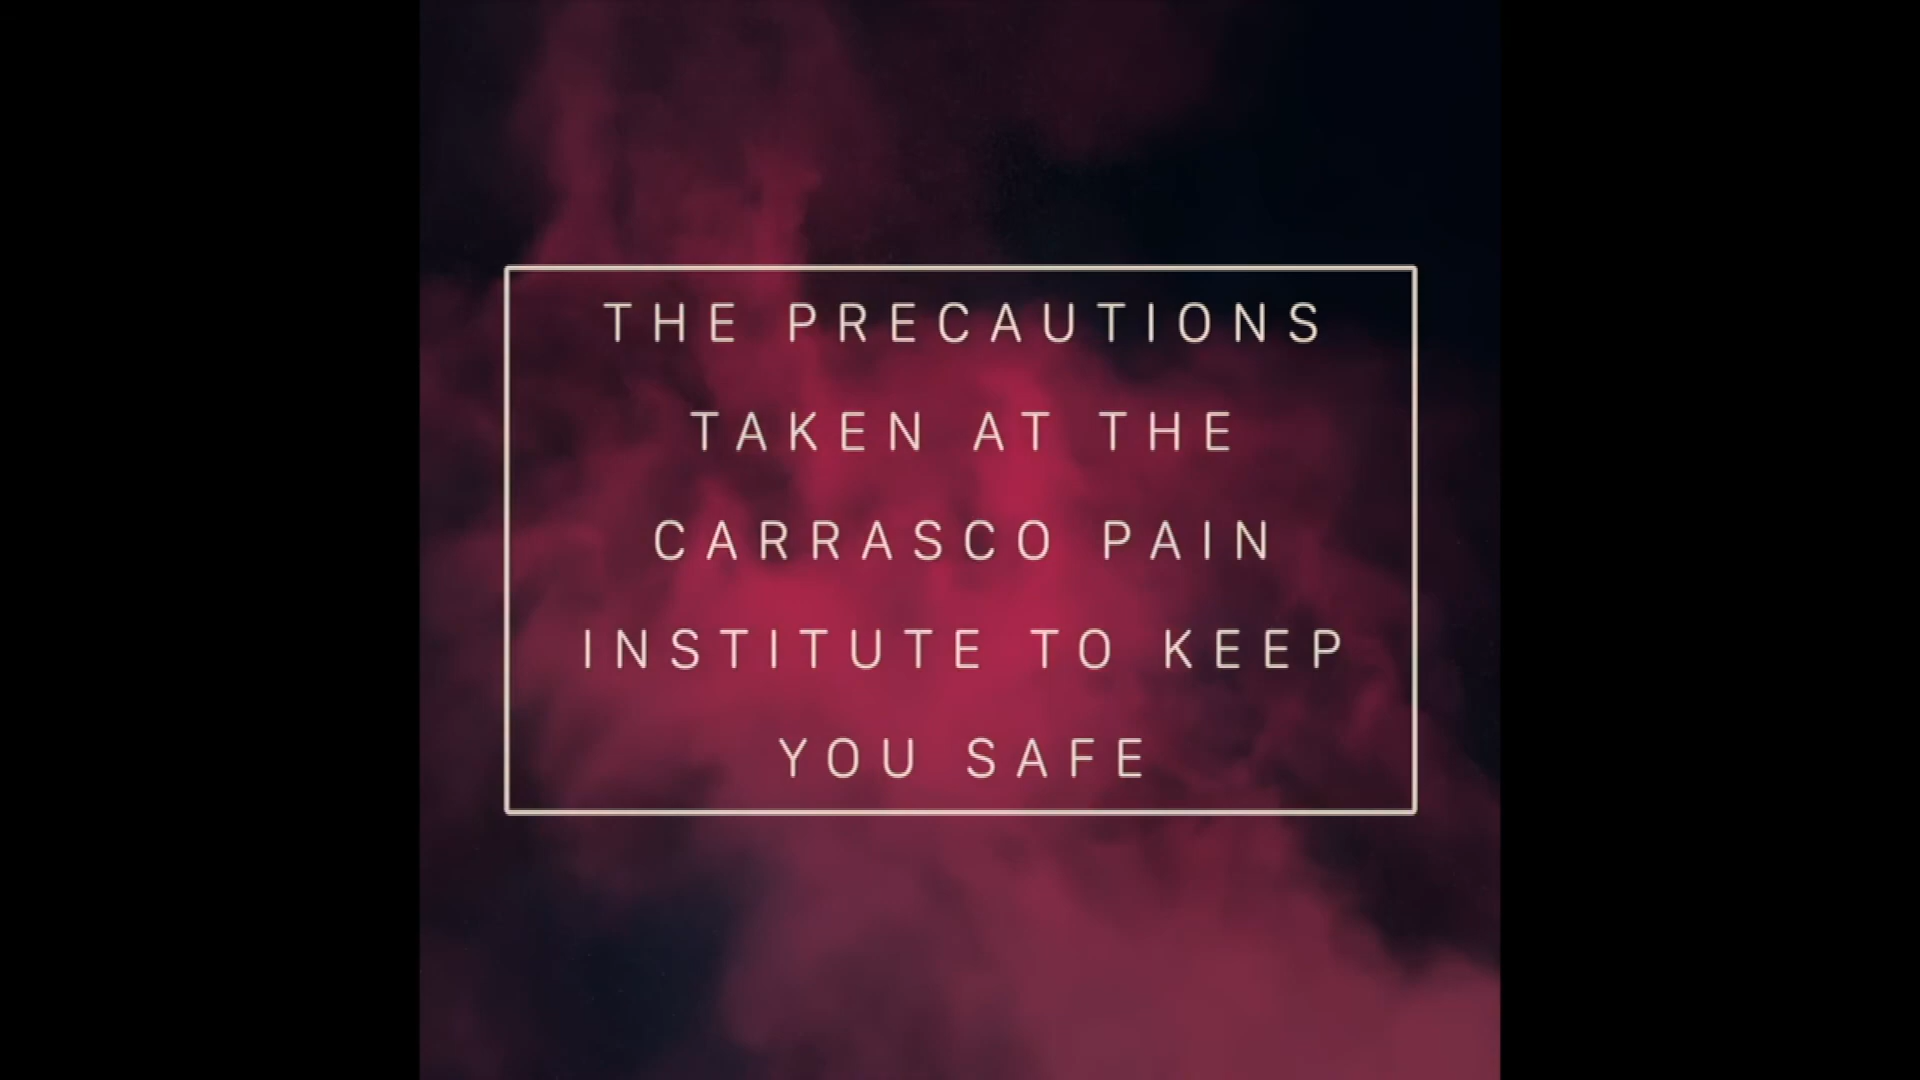 THE PRECAUTIONS
TAKEN AT THE
CARRASCO PAIN
INSTITUTE TO KEEP
YOU SAFE